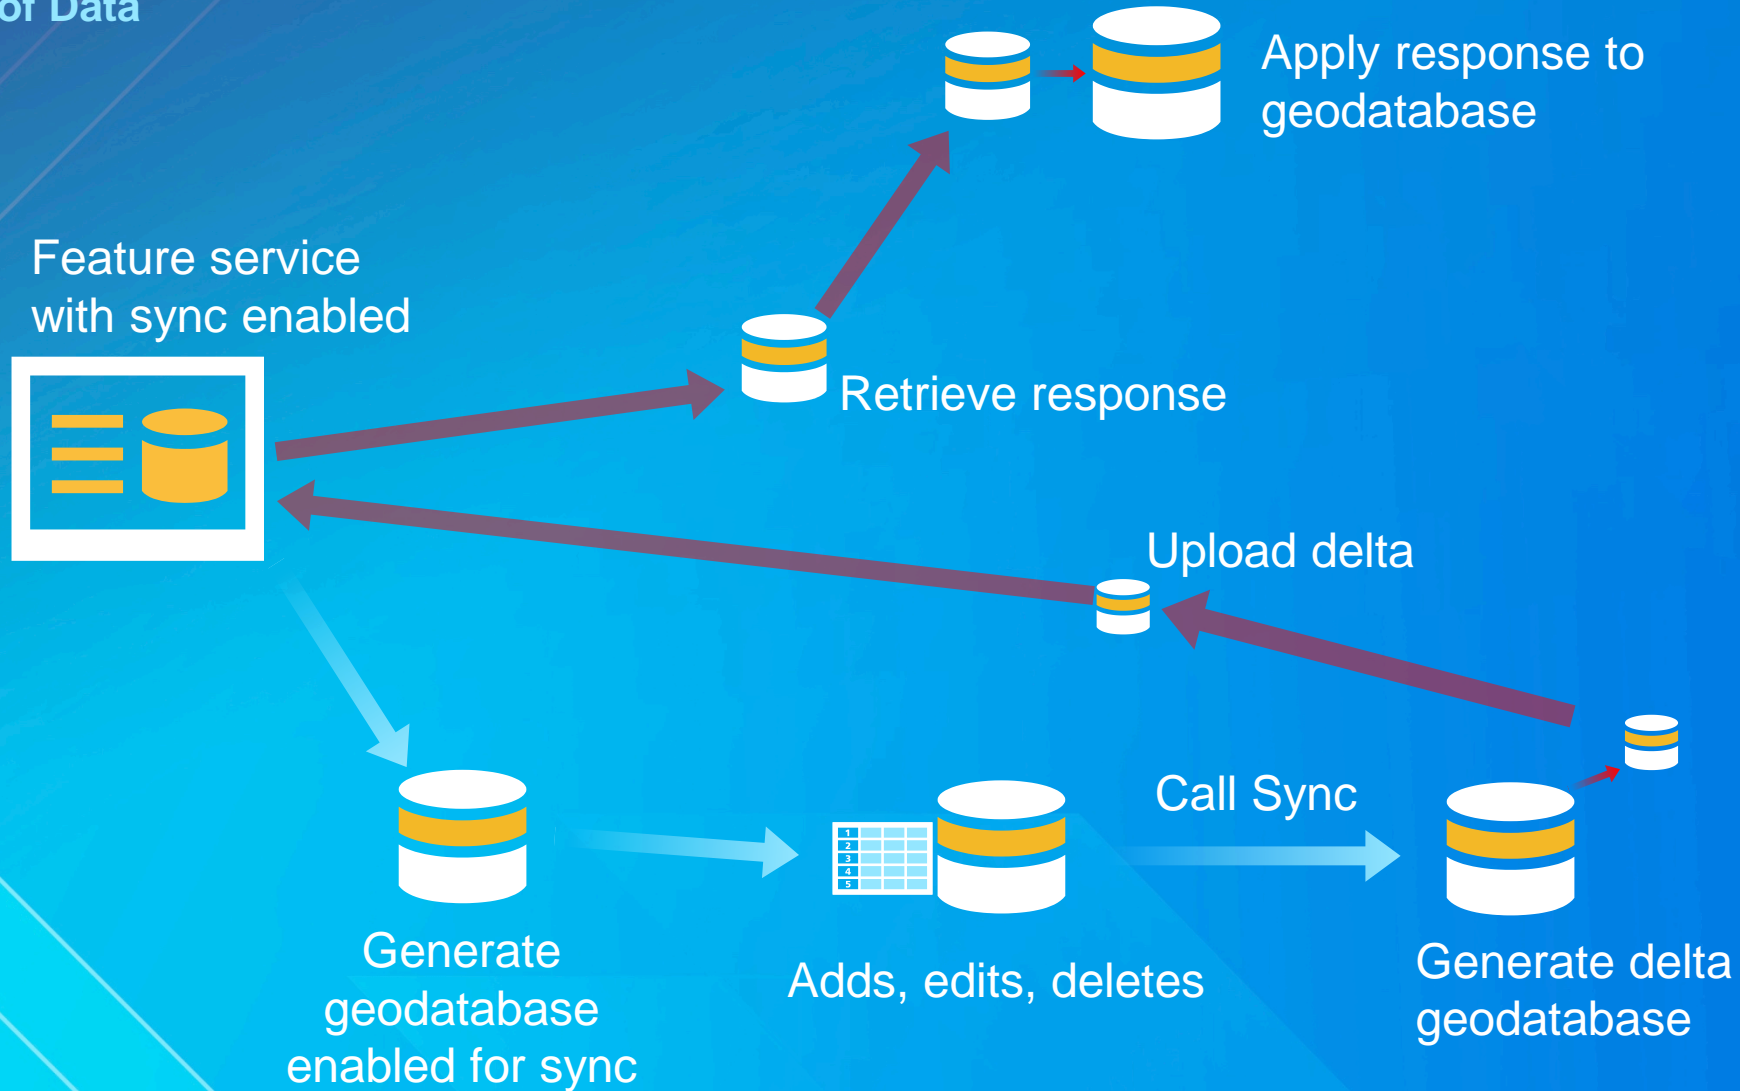 of Data
Apply response to
geodatabase
Feature service
with sync enabled
Retrieve response
Upload delta
Call Sync
1
2
3
4
5
Generate
geodatabase
enabled for sync
Adds, edits, deletes
Generate delta
geodatabase